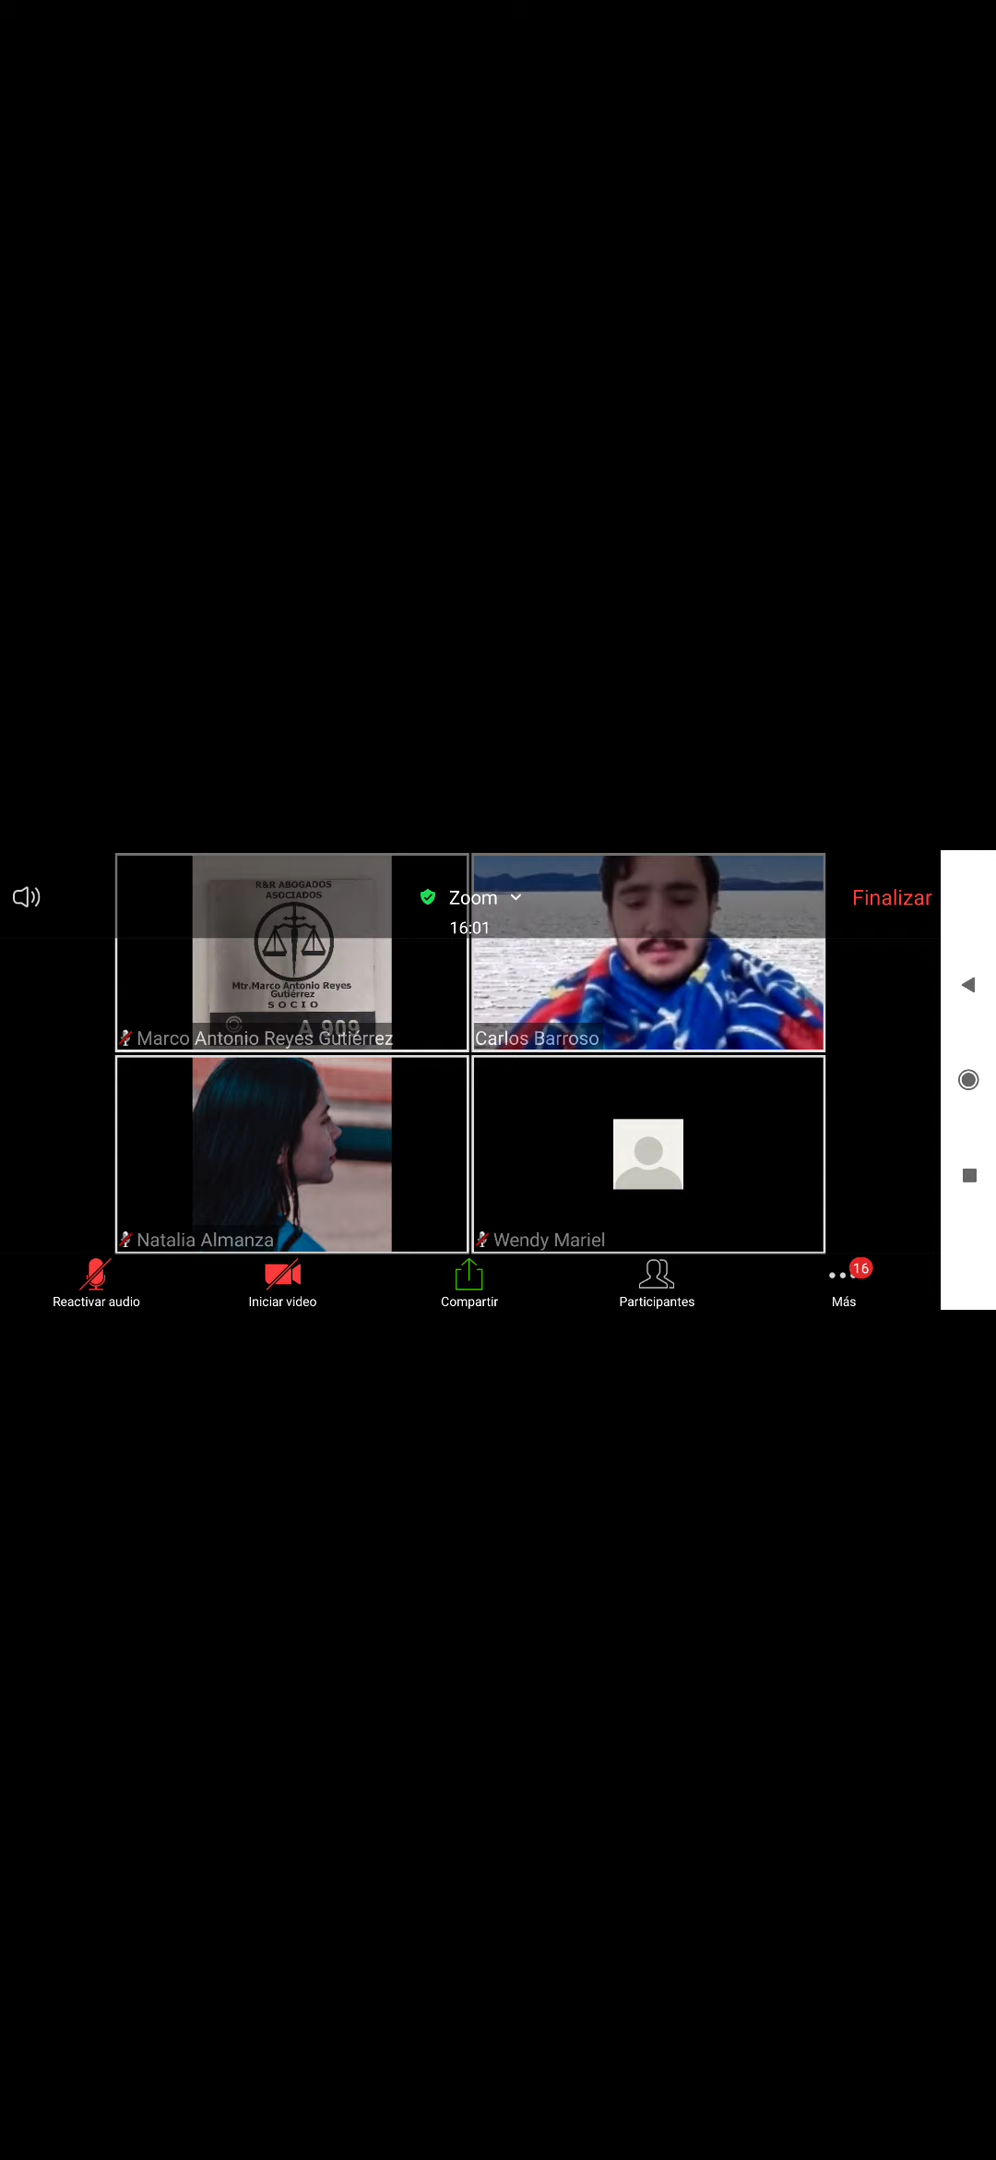 Zoom
16:01
Finalizar
R&R ABOGADOS
ASOCIADOS
Mtr.Marco Antonio Reyes
Gutiérrez
SOCIO
A 909
Marco Antonio Reyes Gutiérrez
Carlos Barroso
Natalia Almanza
Wendy Mariel
Reactivar audio
Iniciar video
Compartir
Participantes
16
Más